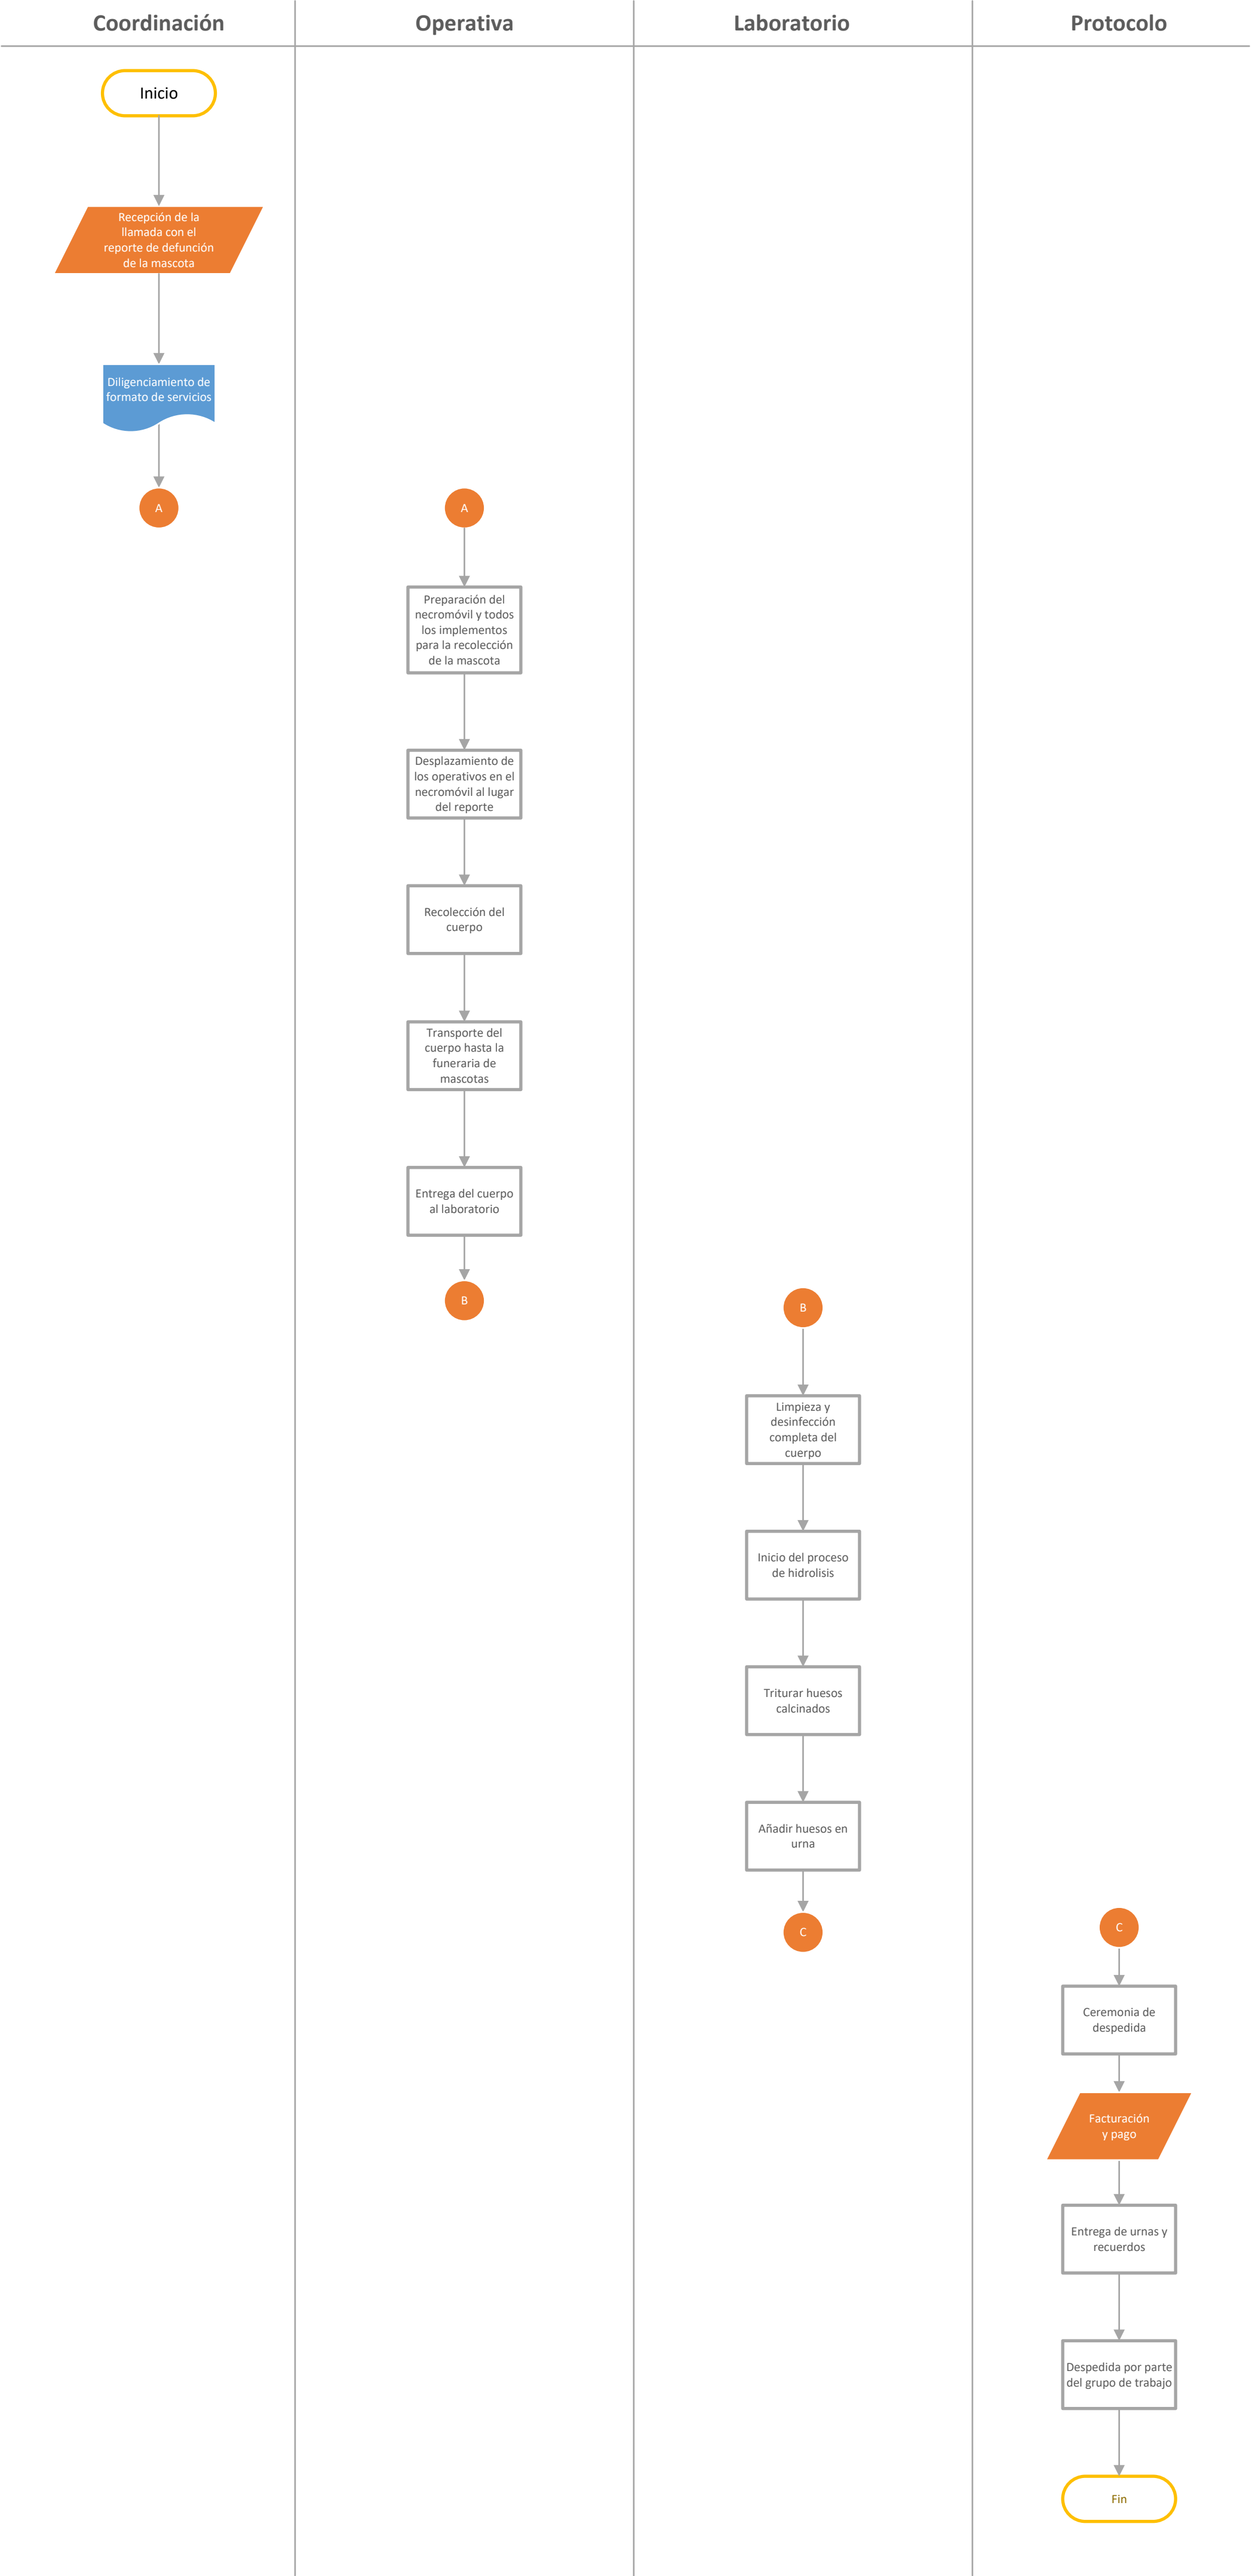 Coordinación
Operativa
Laboratorio
Protocolo
Inicio
Recepción de la
llamada con el
reporte de defunción
de la mascota
Diligenciamiento de
formato de servicios
A
A
Preparación del
necromóvil y todos
los implementos
para la recolección
de la mascota
Desplazamiento de
los operativos en el
necromóvil al lugar
del reporte
Recolección del
cuerpo
Transporte del
cuerpo hasta la
funeraria de
mascotas
Entrega del cuerpo
al laboratorio
B
B
Limpieza y
desinfección
completa del
cuerpo
Inicio del proceso
de hidrolisis
Triturar huesos
calcinados
Añadir huesos en
urna
C
C
Ceremonia de
despedida
Facturación
y pago
Entrega de urnas y
recuerdos
Despedida por parte
del grupo de trabajo
Fin